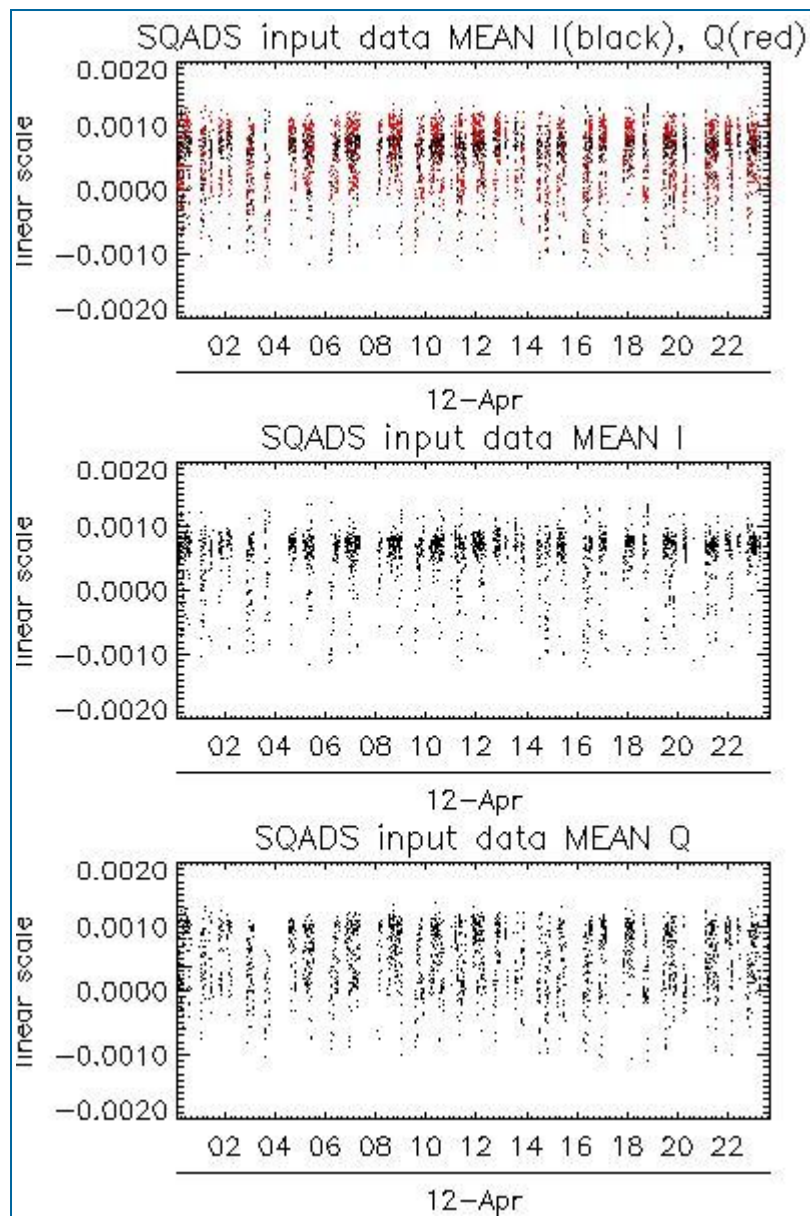 SQADS input data MEAN I(black), Q(red)
0.0020
0.0010
0.0000
-0.0010
-0.0020
linear scale
02 04 06 08 10 12 14 16 18 20 22
12-Apr
SQADS input data MEAN I
0.0020
0.0010
0.0000
-0.0010
-0.0020
linear scale
02 04 06 08 10 12 14 16 18 20 22
12-Apr
SQADS input data MEAN Q
0.0020
0.0010
0.0000
-0.0010
-0.0020
linear scale
02 04 06 08 10 12 14 16 18 20 22
12-Apr